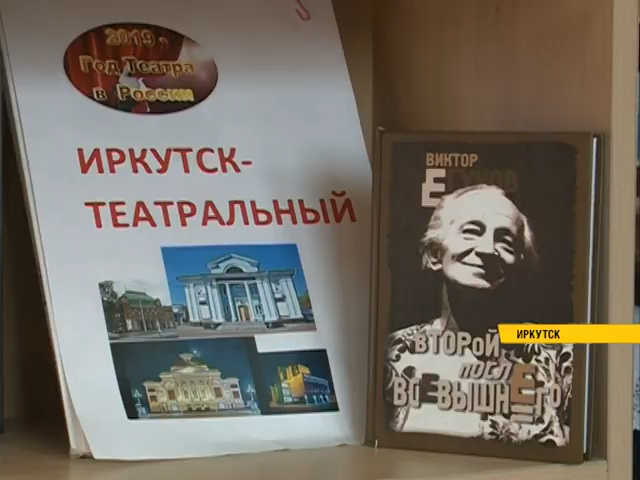 2019 г
Год Театра
в России
ИРКУТСК-
ТЕАТРАЛЬНЫЙ
ВИКТОР
ЕГУНОВ
ВТОРОЙ
ПОСЛЕ
ВСЕВЫШНЕГО
ИРКУТСК